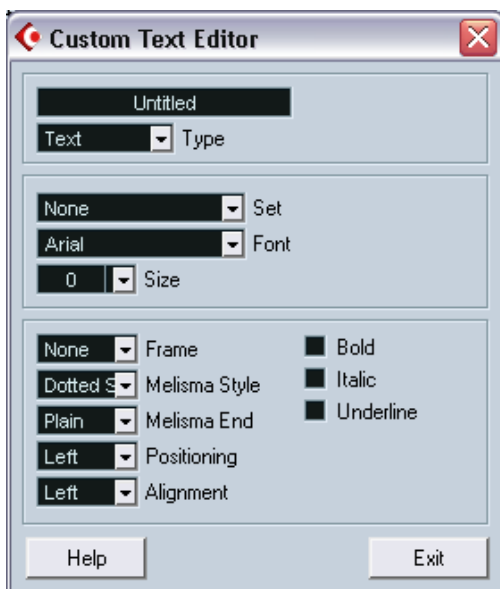 Custom Text Editor
Untitled
Text Type
None Set
Arial Font
0 Size
None Frame
Bold
Dotted S Melisma Style
Italic
Plain Melisma End
Underline
Left Positioning
Left Alignment
Help Exit